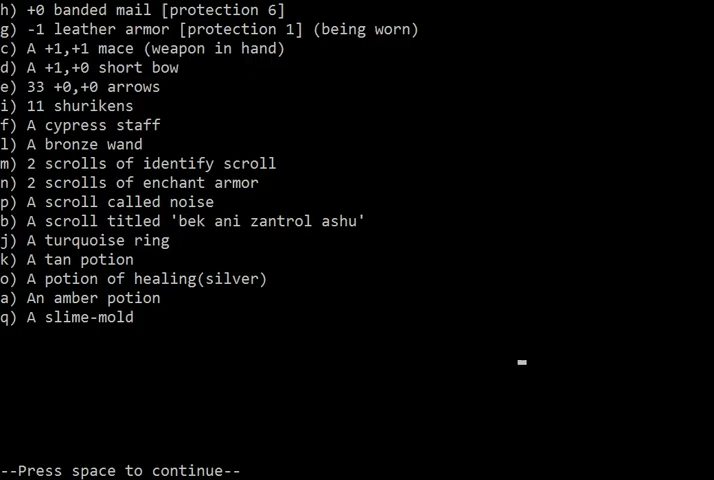 h) +0 banded mail [protection 6]
g) -1 leather armor [protection 1] (being worn)
c) A +1,+1 mace (weapon in hand)
d) A +1,+0 short bow
e) 33 +0,+0 arrows
i) 11 shurikens
f) A cypress staff
l) A bronze wand
m) 2 scrolls of identify scroll
n) 2 scrolls of enchant armor
p) A scroll called noise
b) A scroll titled 'bek ani zantrol ashu'
j) A turquoise ring
k) A tan potion
o) A potion of healing(silver)
a) An amber potion
q) A slime-mold
--Press space to continue--